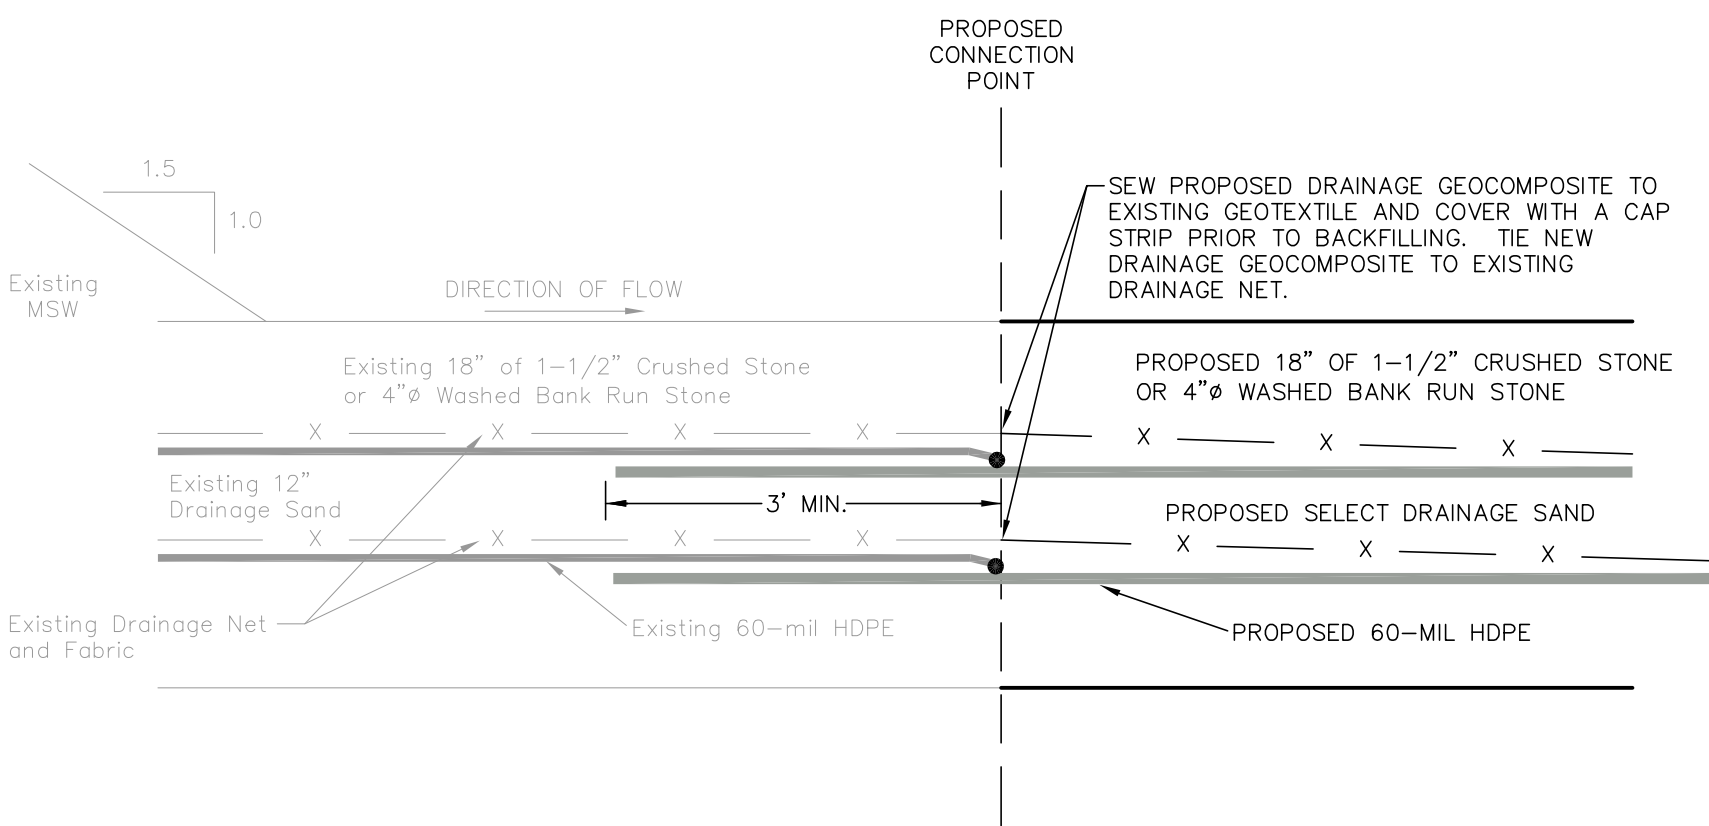 PROPOSED
CONNECTION
POINT
1.5
1.0
SEW PROPOSED DRAINAGE GEOCOMPOSITE TO
EXISTING GEOTEXTILE AND COVER WITH A CAP
STRIP PRIOR TO BACKFILLING. TIE NEW
DRAINAGE GEOCOMPOSITE TO EXISTING
DRAINAGE NET.
Existing
MSW
DIRECTION OF FLOW
Existing 18" of 1-1/2" Crushed Stone
or 4"ø Washed Bank Run Stone
PROPOSED 18" OF 1-1/2" CRUSHED STONE
OR 4"ø WASHED BANK RUN STONE
X X X X X X X
Existing 12"
Drainage Sand
3' MIN.
PROPOSED SELECT DRAINAGE SAND
X X X X X X X
Existing Drainage Net
and Fabric
Existing 60-mil HDPE
PROPOSED 60-MIL HDPE